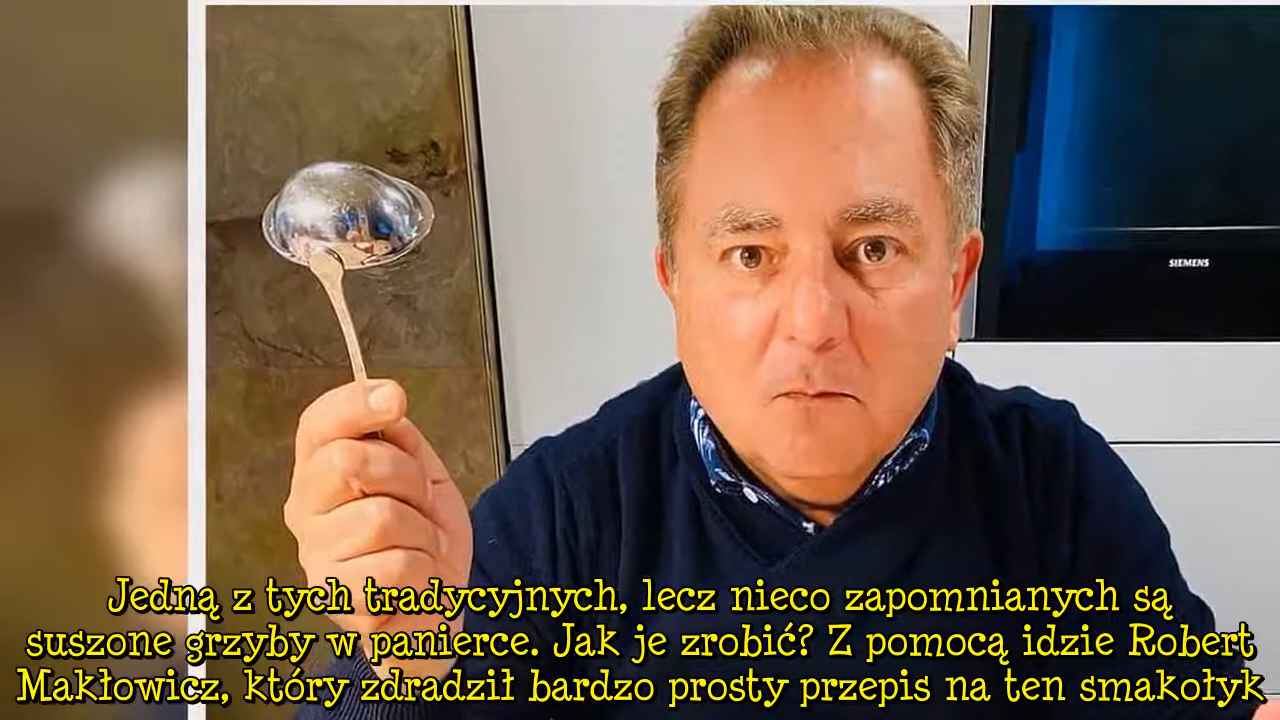 SIEMENS
Jedną z tych tradycyjnych, lecz nieco zapomnianych są
suszone grzyby w panierce. Jak je zrobić? Z pomocą idzie Robert
Makłowicz, który zdradził bardzo prosty przepis na ten smakołyk